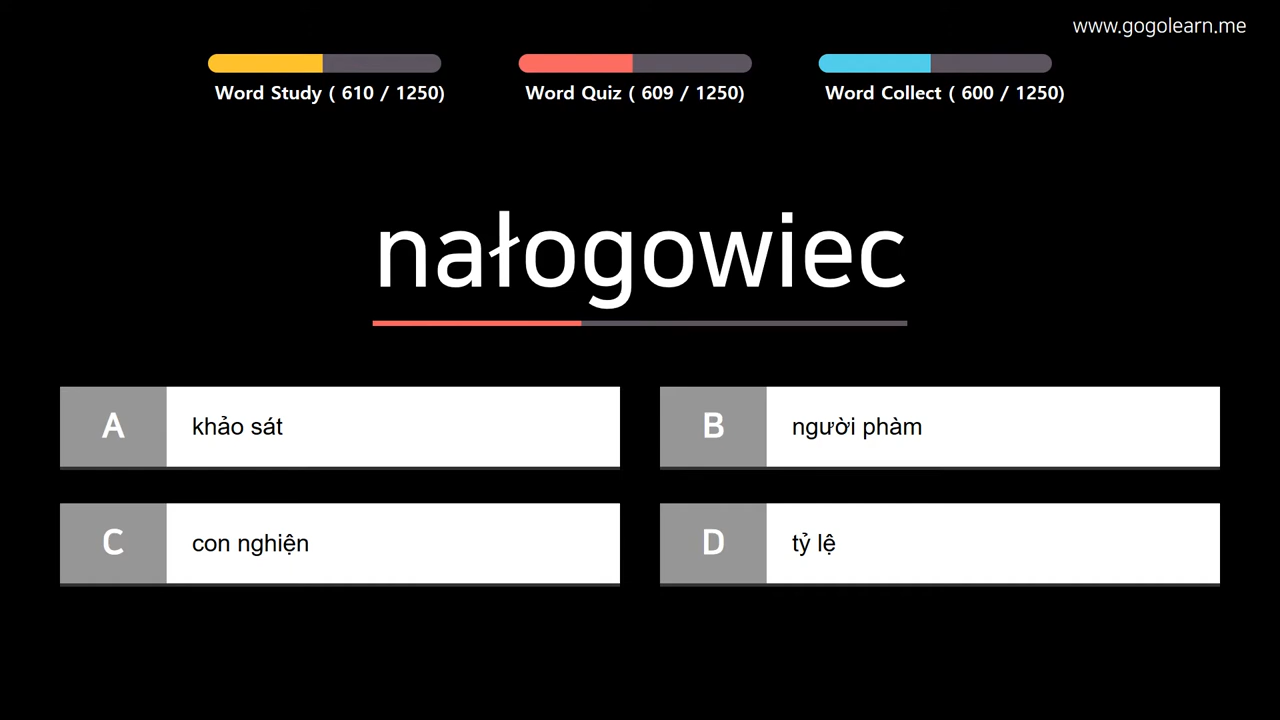 www.gogolearn.me
Word Study ( 610 / 1250)
Word Quiz ( 609 / 1250)
Word Collect ( 600 / 1250)
nałogowiec
A khảo sát
B người phàm
C con nghiện
D tỷ lệ